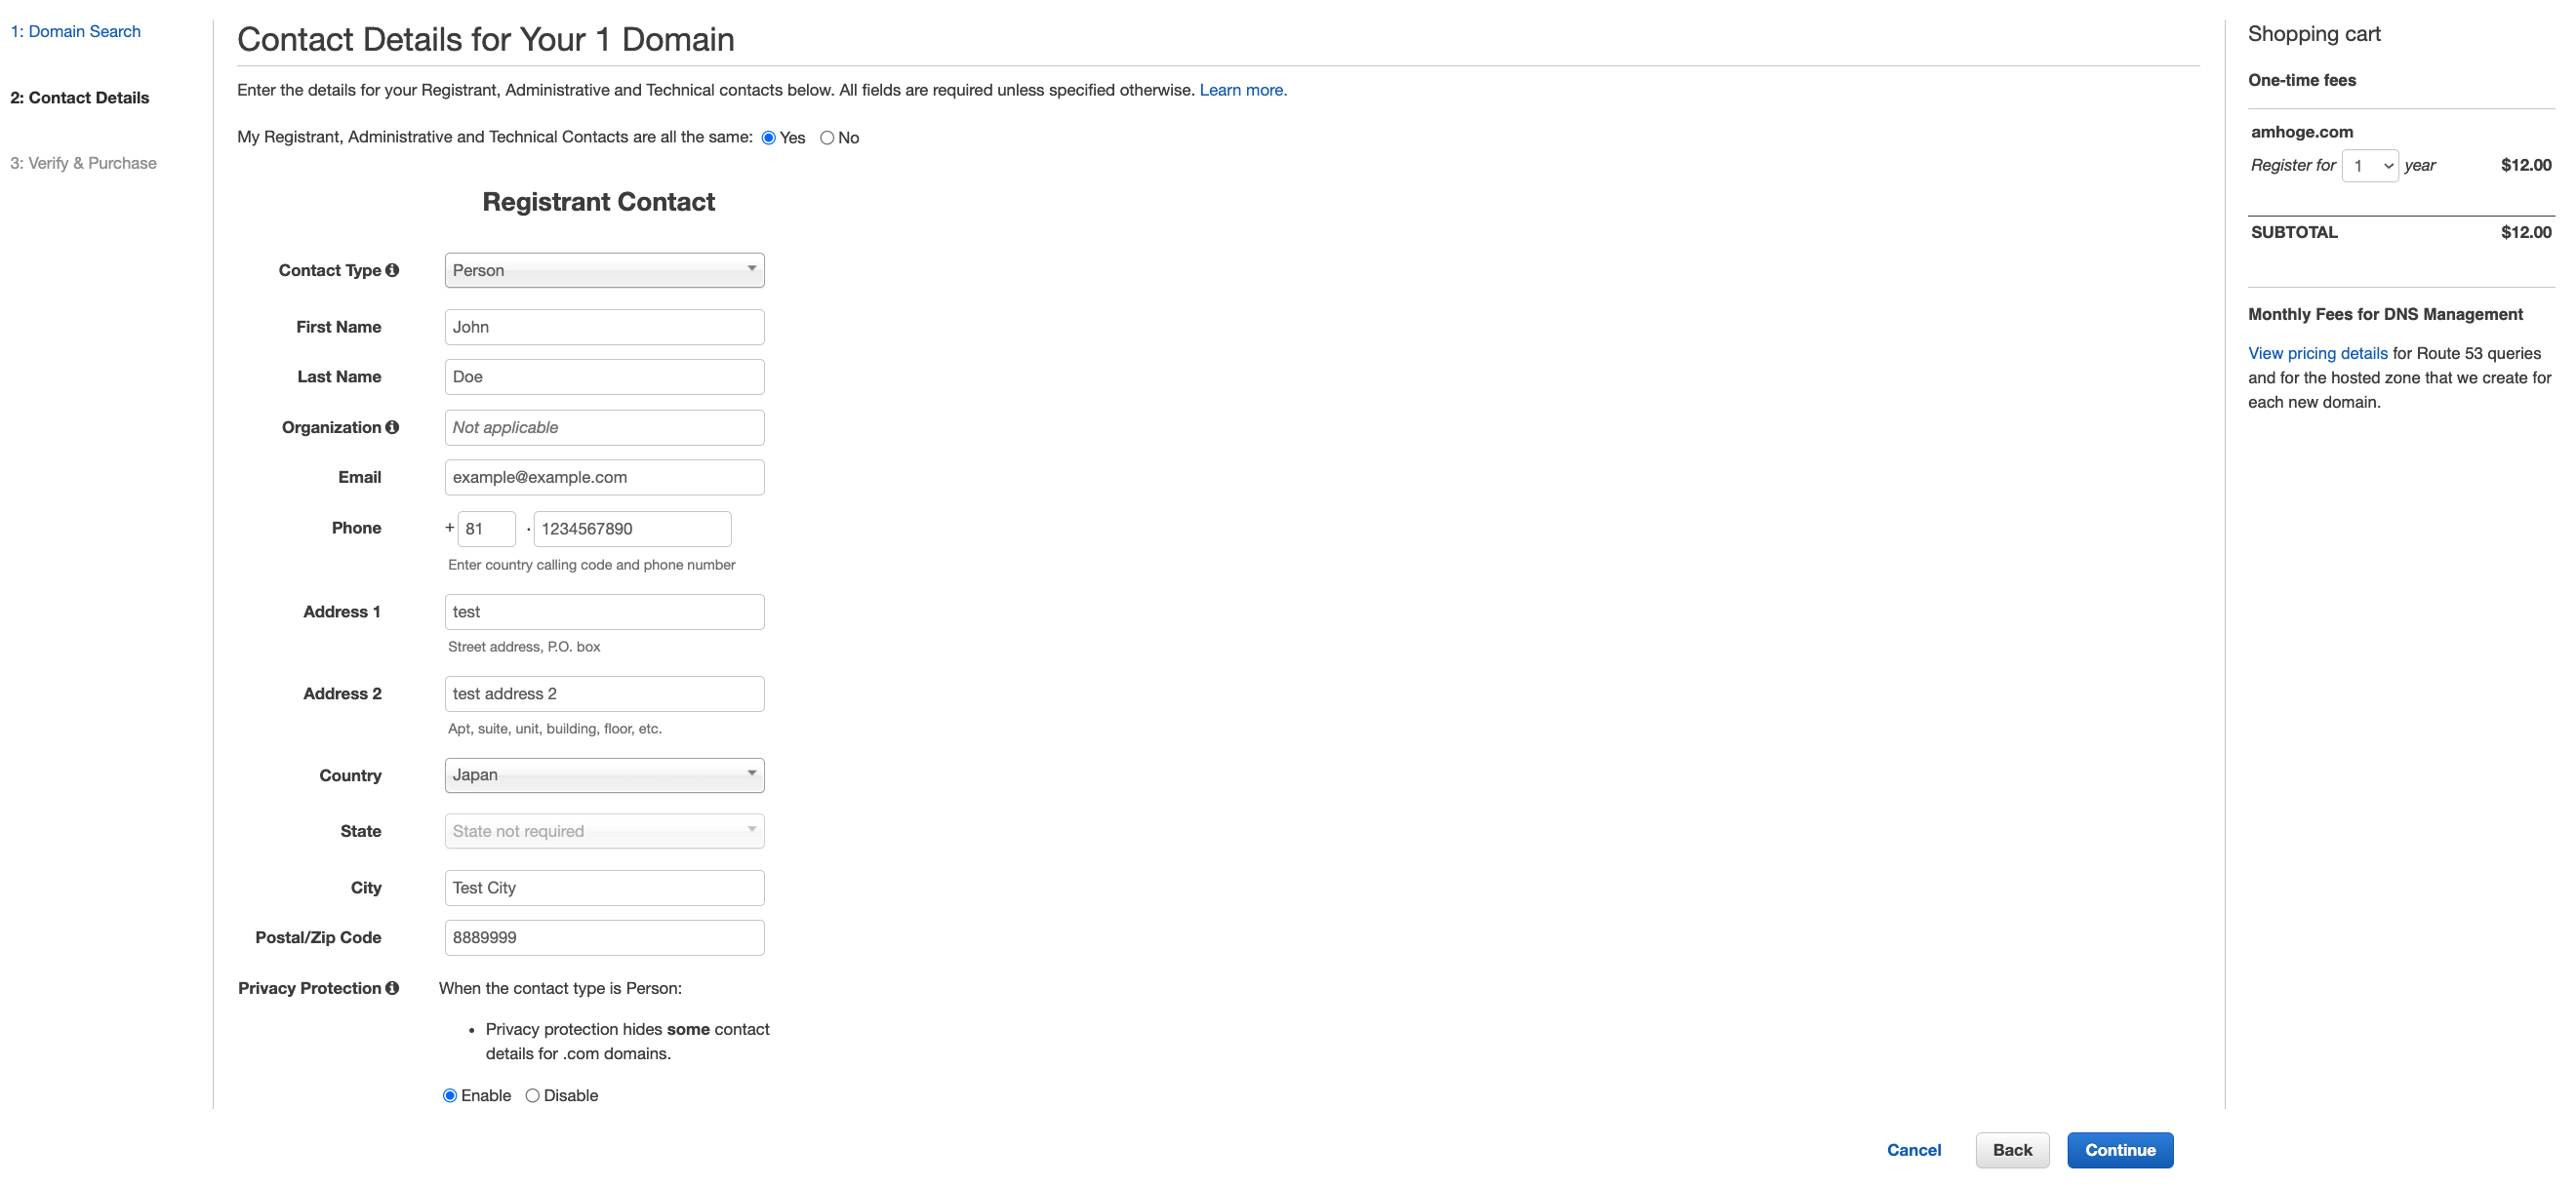 1: Domain Search
2: Contact Details
3: Verify & Purchase
Contact Details for Your 1 Domain
Enter the details for your Registrant, Administrative and Technical contacts below. All fields are required unless specified otherwise. Learn more.
My Registrant, Administrative and Technical Contacts are all the same: Yes No
Registrant Contact
Contact Type Person
First Name John
Last Name Doe
Organization Not applicable
Email example@example.com
Phone + 81 · 1234567890
Enter country calling code and phone number
Address 1 test
Street address, P.O. box
Address 2 test address 2
Apt, suite, unit, building, floor, etc.
Country Japan
State State not required
City Test City
Postal/Zip Code 8889999
Privacy Protection When the contact type is Person:
• Privacy protection hides some contact
details for .com domains.
Enable Disable
Cancel Back Continue
Shopping cart
One-time fees
amhoge.com
Register for 1 year $12.00
SUBTOTAL $12.00
Monthly Fees for DNS Management
View pricing details for Route 53 queries
and for the hosted zone that we create for
each new domain.